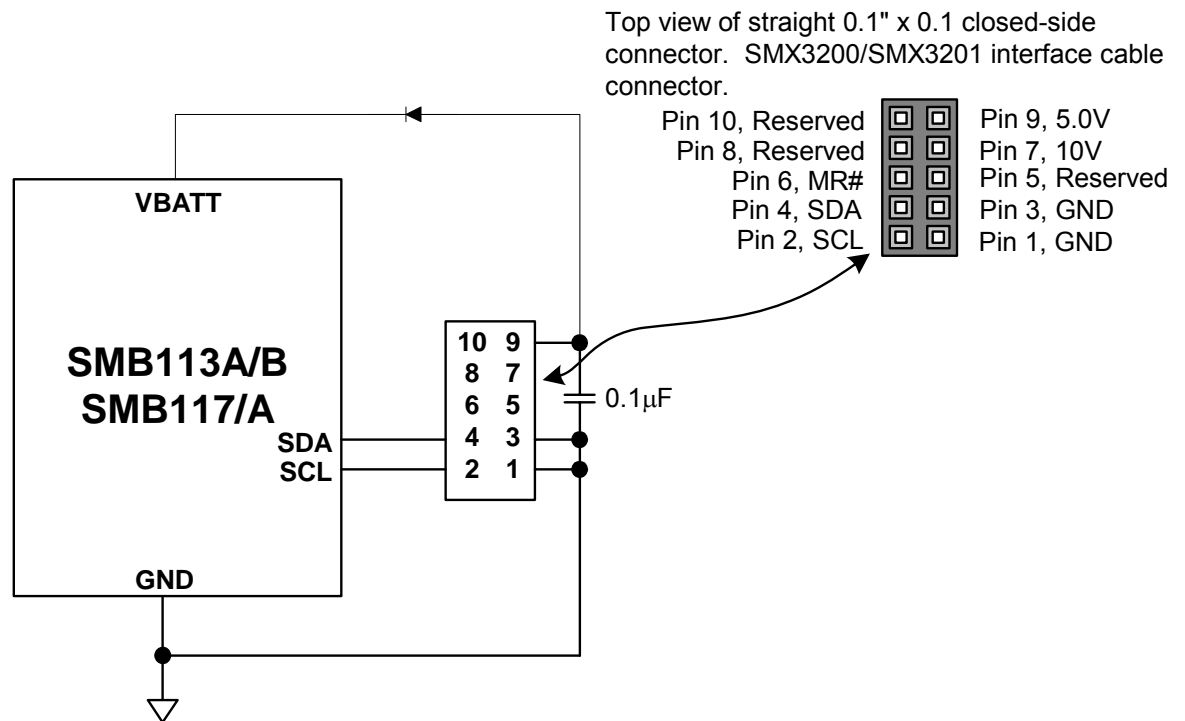 Top view of straight 0.1" x 0.1 closed-side
connector. SMX3200/SMX3201 interface cable
connector.
Pin 10, Reserved
Pin 9, 5.0V
Pin 8, Reserved
Pin 7, 10V
Pin 6, MR#
Pin 5, Reserved
Pin 4, SDA
Pin 3, GND
Pin 2, SCL
Pin 1, GND
VBATT
SMB113A/B
SMB117/A
SDA
SCL
GND
10 9
8 7
6 5
4 3
2 1
0.1μF